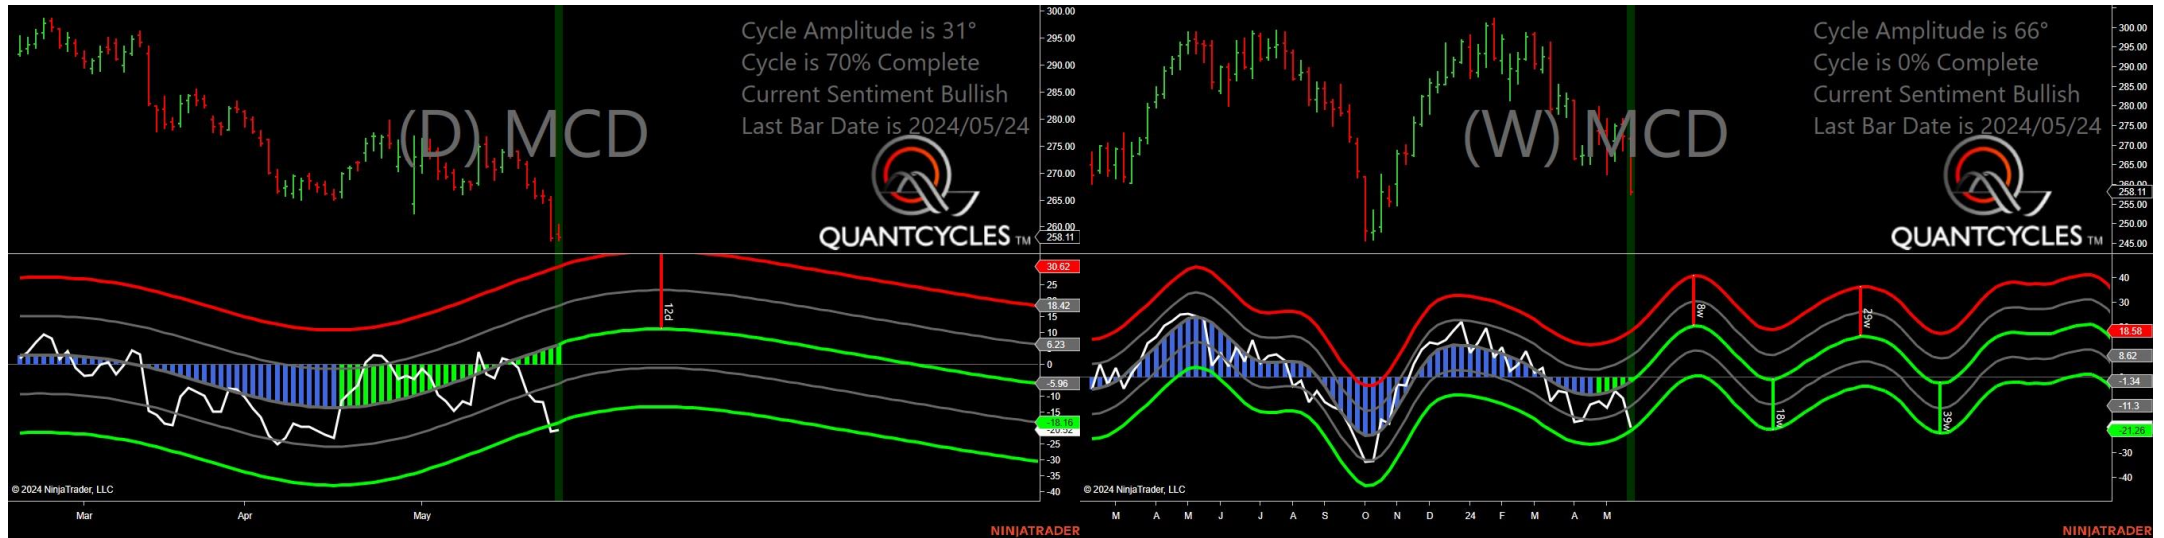 300.00
Cycle Amplitude is 31°
295.00
Cycle is 70% Complete
290.00
Current Sentiment Bullish
285.00
Last Bar Date is 2024/05/24
280.00
(D) MCD
275.00
270.00
265.00
QUANTCYCLES TM
260.00
258.11
30.62
25
18.42
15
12d
10
6.23
0
-5.96
-10
-15
-18.16
-25
-30
-35
-40
© 2024 NinjaTrader, LLC
Mar Apr May
NINJATRADER
Cycle Amplitude is 66°
300.00
295.00
Cycle is 0% Complete
290.00
285.00
Current Sentiment Bullish
280.00
Last Bar Date is 2024/05/24
275.00
(W) MCD
270.00
265.00
260.00
258.11
255.00
250.00
QUANTCYCLES TM
245.00
40
30
8w
29w
18.58
8.62
-1.34
-11.3
18w
39w
-21.26
-30
-40
© 2024 NinjaTrader, LLC
M A M J J A S O N D 24 F M A M
NINJATRADER